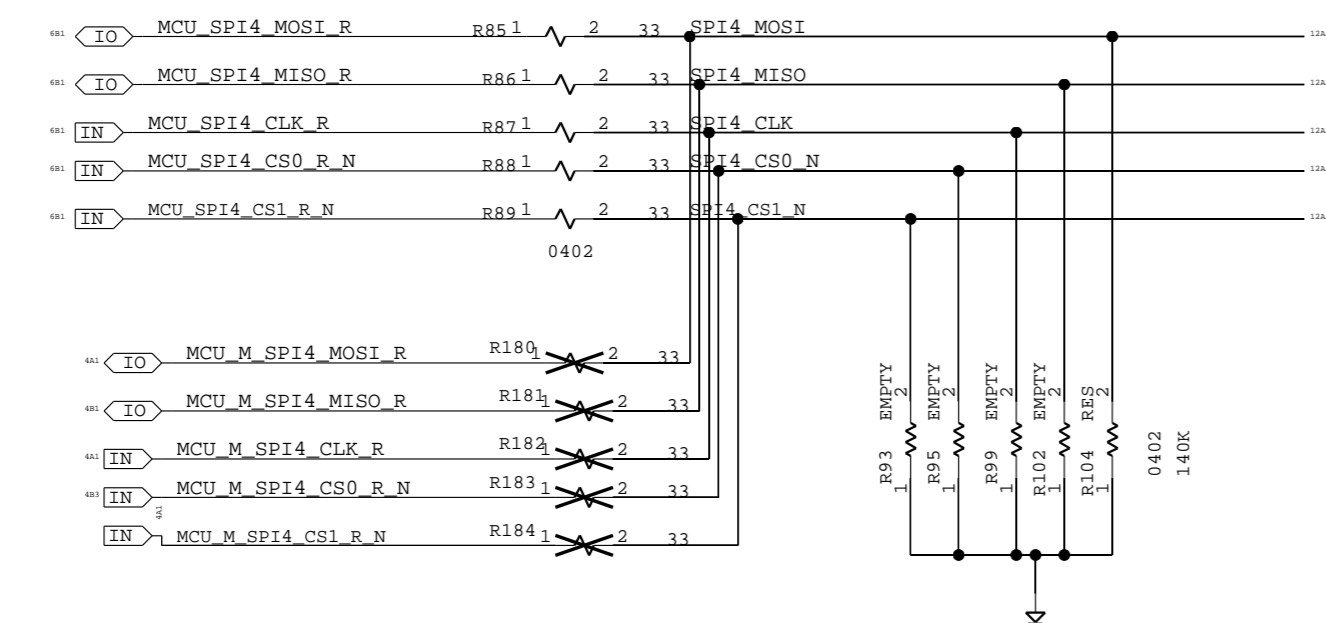 6B1 IO MCU_SPI4_MOSI_R R85 1 2 33 SPI4_MOSI 12A
6B1 IO MCU_SPI4_MISO_R R86 1 2 33 SPI4_MISO 12A
6B1 IN MCU_SPI4_CLK_R R87 1 2 33 SPI4_CLK 12A
6B1 IN MCU_SPI4_CS0_R_N R88 1 2 33 SPI4_CS0_N 12A
6B1 IN MCU_SPI4_CS1_R_N R89 1 2 33 SPI4_CS1_N 12A
0402
4A1 IO MCU_M_SPI4_MOSI_R R180 1 2 33
4B1 IO MCU_M_SPI4_MISO_R R181 1 2 33
4A1 IN MCU_M_SPI4_CLK_R R182 1 2 33
4B3 IN MCU_M_SPI4_CS0_R_N R183 1 2 33
4A1
IN MCU_M_SPI4_CS1_R_N R184 1 2 33
R93 1 EMPTY 2
R95 1 EMPTY 2
R99 1 EMPTY 2
R102 1 EMPTY 2
R104 1 RES 2
0402
140K